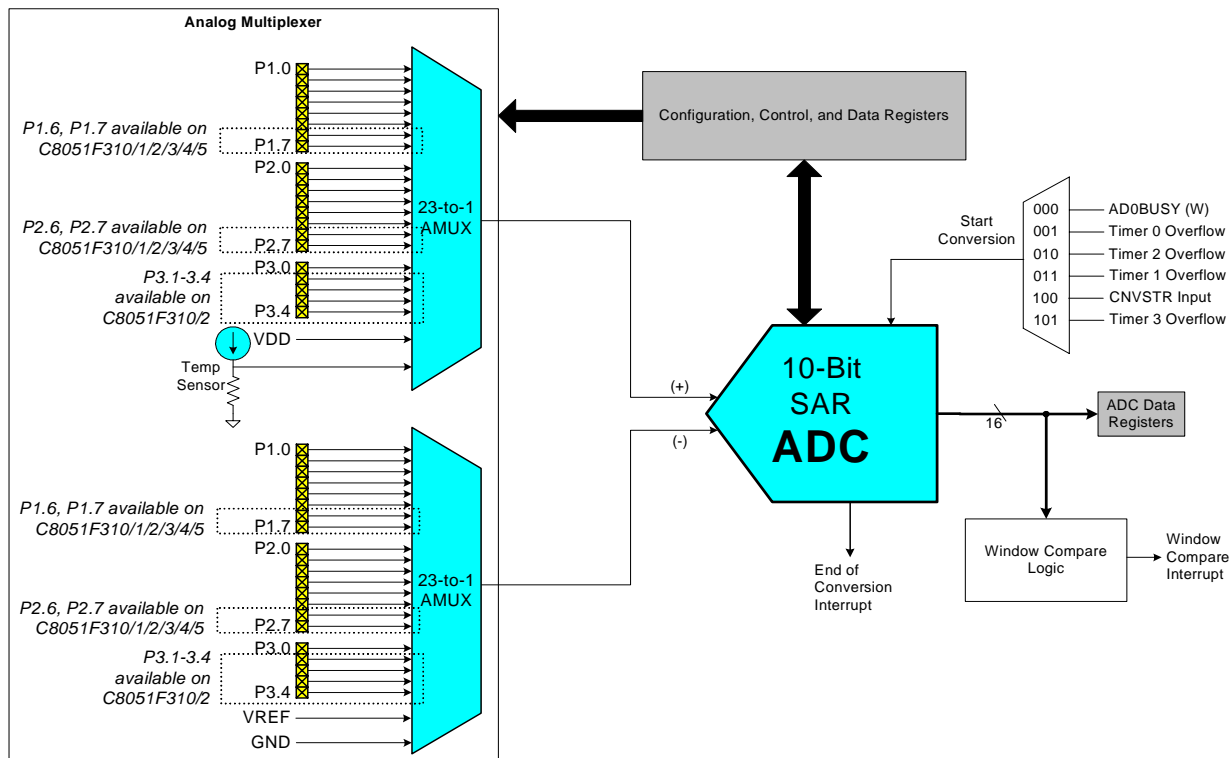 Analog Multiplexer
P1.0
P1.6, P1.7 available on
C8051F310/1/2/3/4/5
P1.7
P2.0
P2.6, P2.7 available on
C8051F310/1/2/3/4/5
P2.7
P3.0
P3.1-3.4
available on
C8051F310/2
P3.4
VDD
Temp
Sensor
23-to-1
AMUX
P1.0
P1.6, P1.7 available on
C8051F310/1/2/3/4/5
P1.7
P2.0
P2.6, P2.7 available on
C8051F310/1/2/3/4/5
P2.7
P3.0
P3.1-3.4
available on
C8051F310/2
P3.4
VREF
GND
23-to-1
AMUX
Configuration, Control, and Data Registers
Start
Conversion
000 AD0BUSY (W)
001 Timer 0 Overflow
010 Timer 2 Overflow
011 Timer 1 Overflow
100 CNVSTR Input
101 Timer 3 Overflow
(+)
(-)
10-Bit
SAR
ADC
16
ADC Data
Registers
End of
Conversion
Interrupt
Window Compare
Logic
Window
Compare
Interrupt